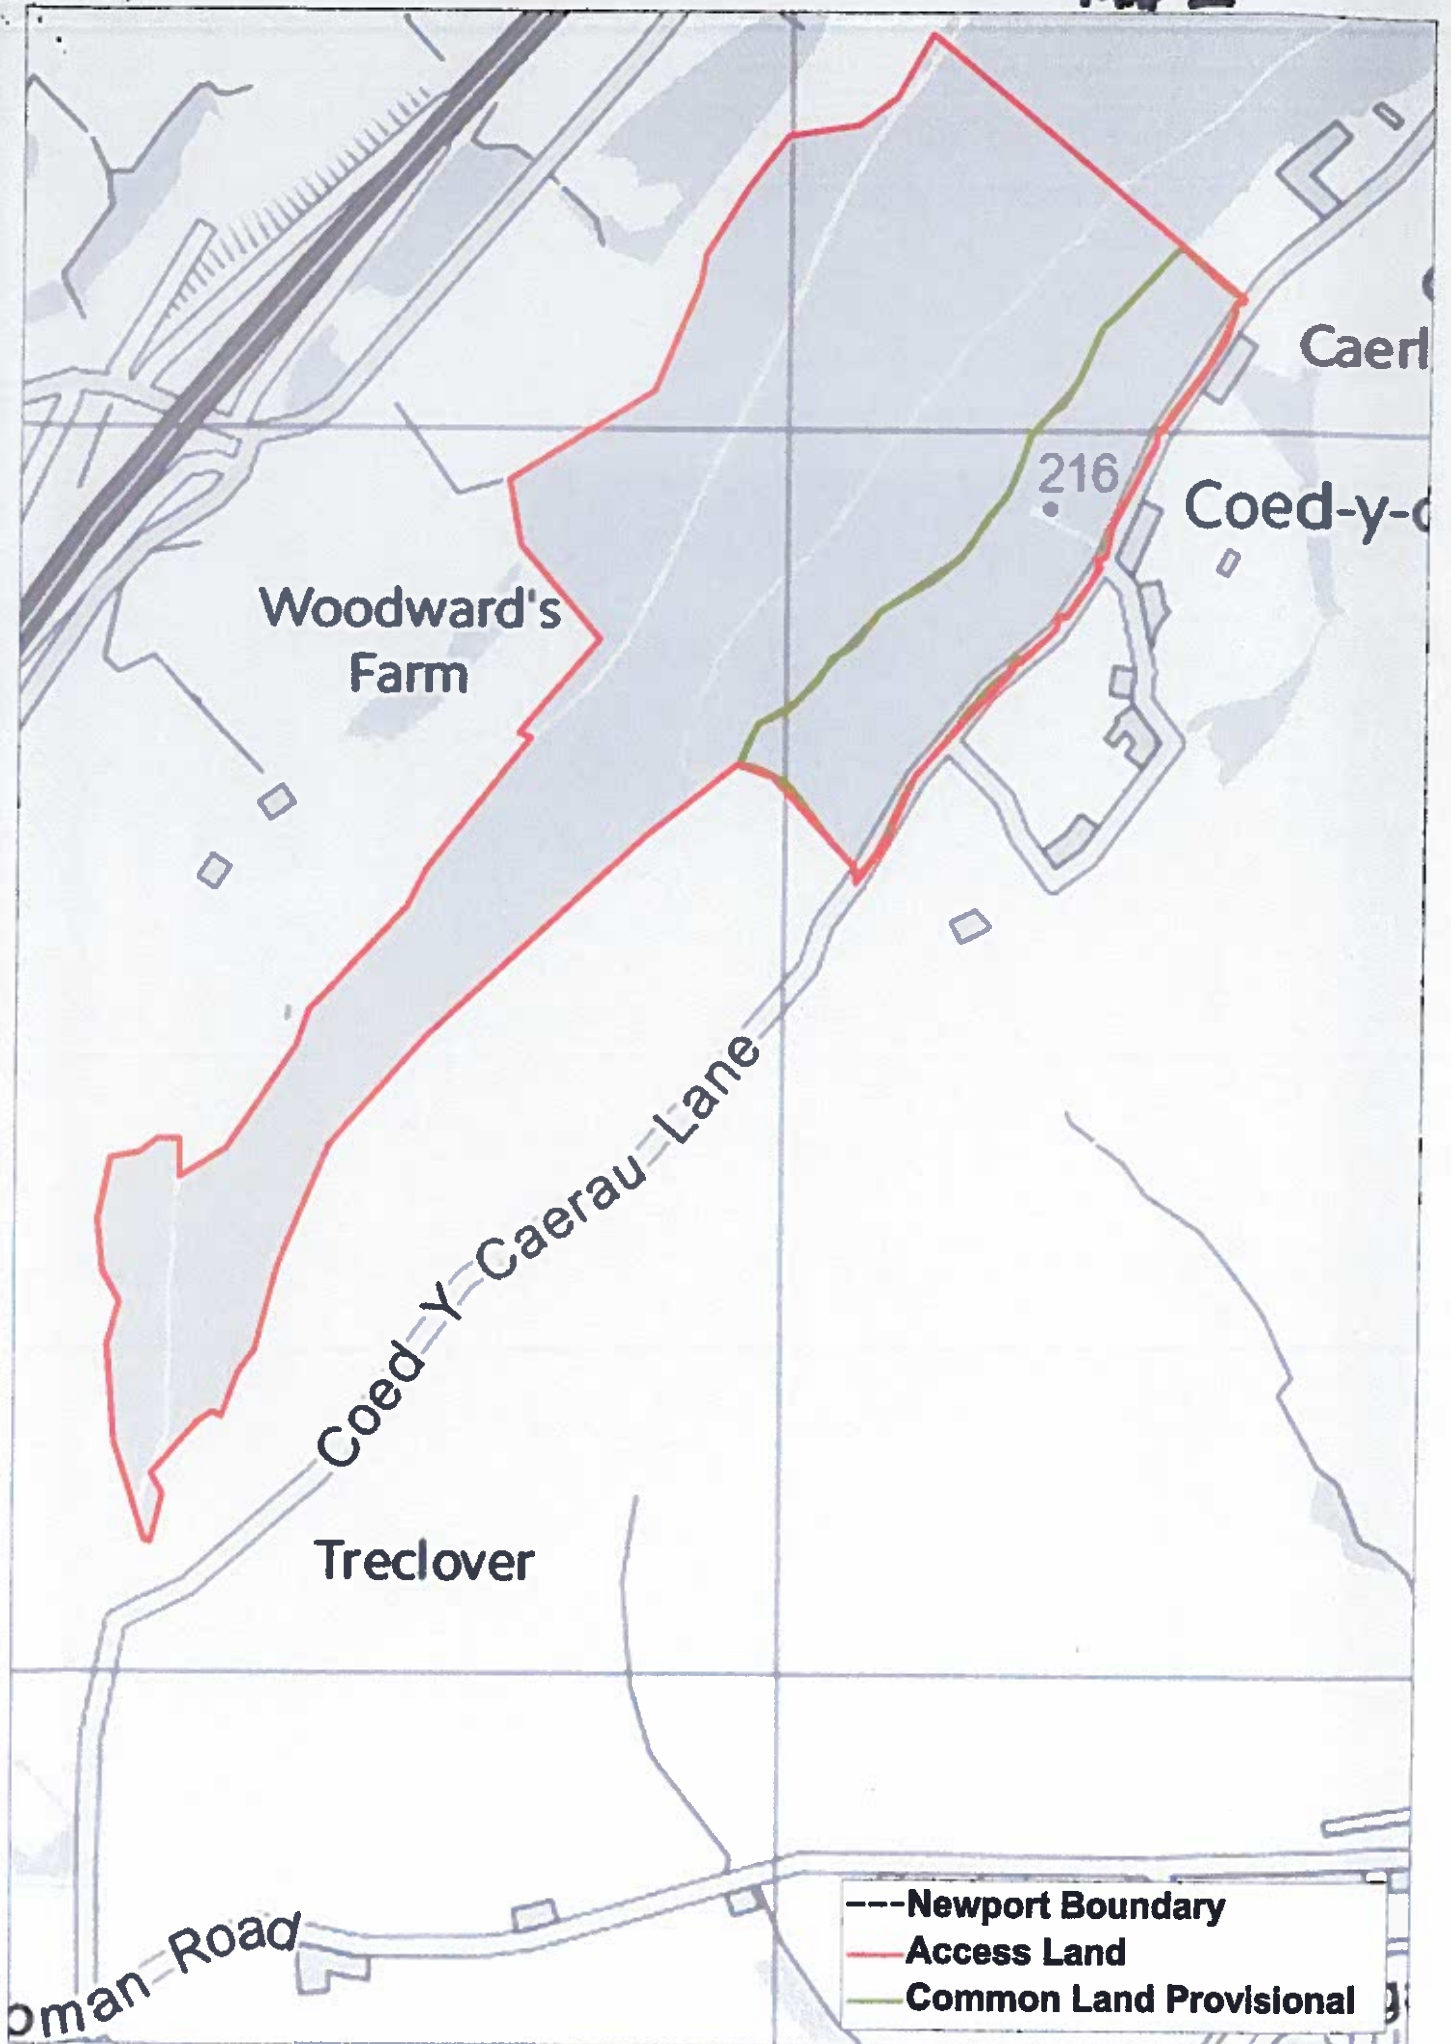 Caerl
216
Coed-y-c
Woodward's
Farm
Coed Y Caerau Lane
Treclover
oman Road
Newport Boundary
Access Land
Common Land Provisional